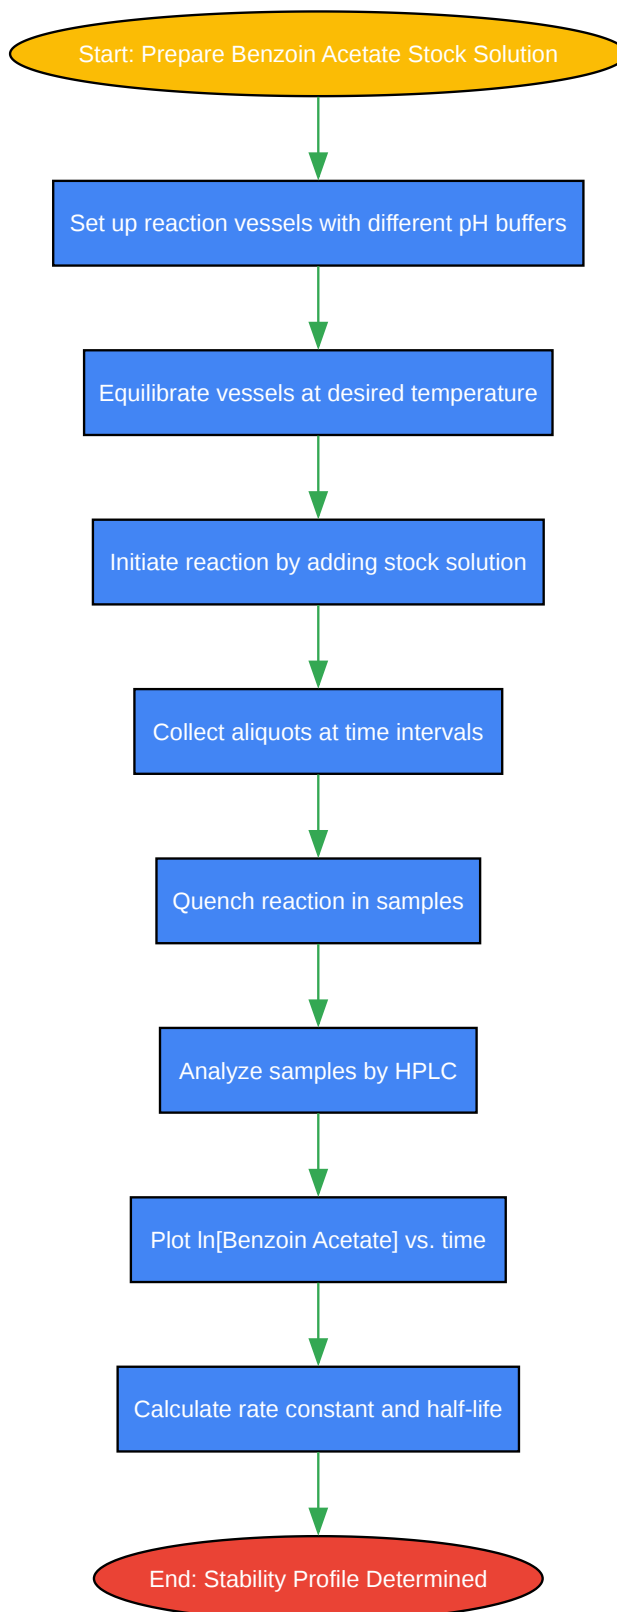 Start: Prepare Benzoin Acetate Stock Solution
Set up reaction vessels with different pH buffers
Equilibrate vessels at desired temperature
Initiate reaction by adding stock solution
Collect aliquots at time intervals
Quench reaction in samples
Analyze samples by HPLC
Plot ln[Benzoin Acetate] vs. time
Calculate rate constant and half-life
End: Stability Profile Determined